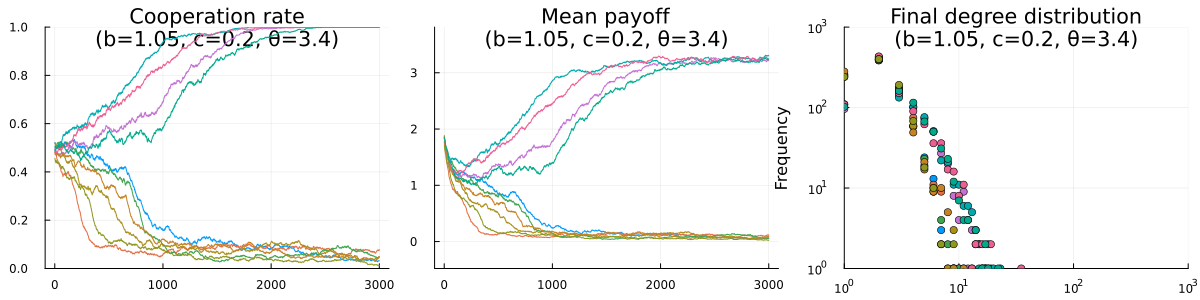 Cooperation rate
(b=1.05, c=0.2, θ=3.4)
1.0
0.8
0.6
0.4
0.2
0.0
0 1000 2000 3000
Mean payoff
(b=1.05, c=0.2, θ=3.4)
3
2
1
0
0 1000 2000 3000
Final degree distribution
(b=1.05, c=0.2, θ=3.4)
Frequency
10³
10²
10¹
10⁰
10⁰ 10¹ 10² 10³